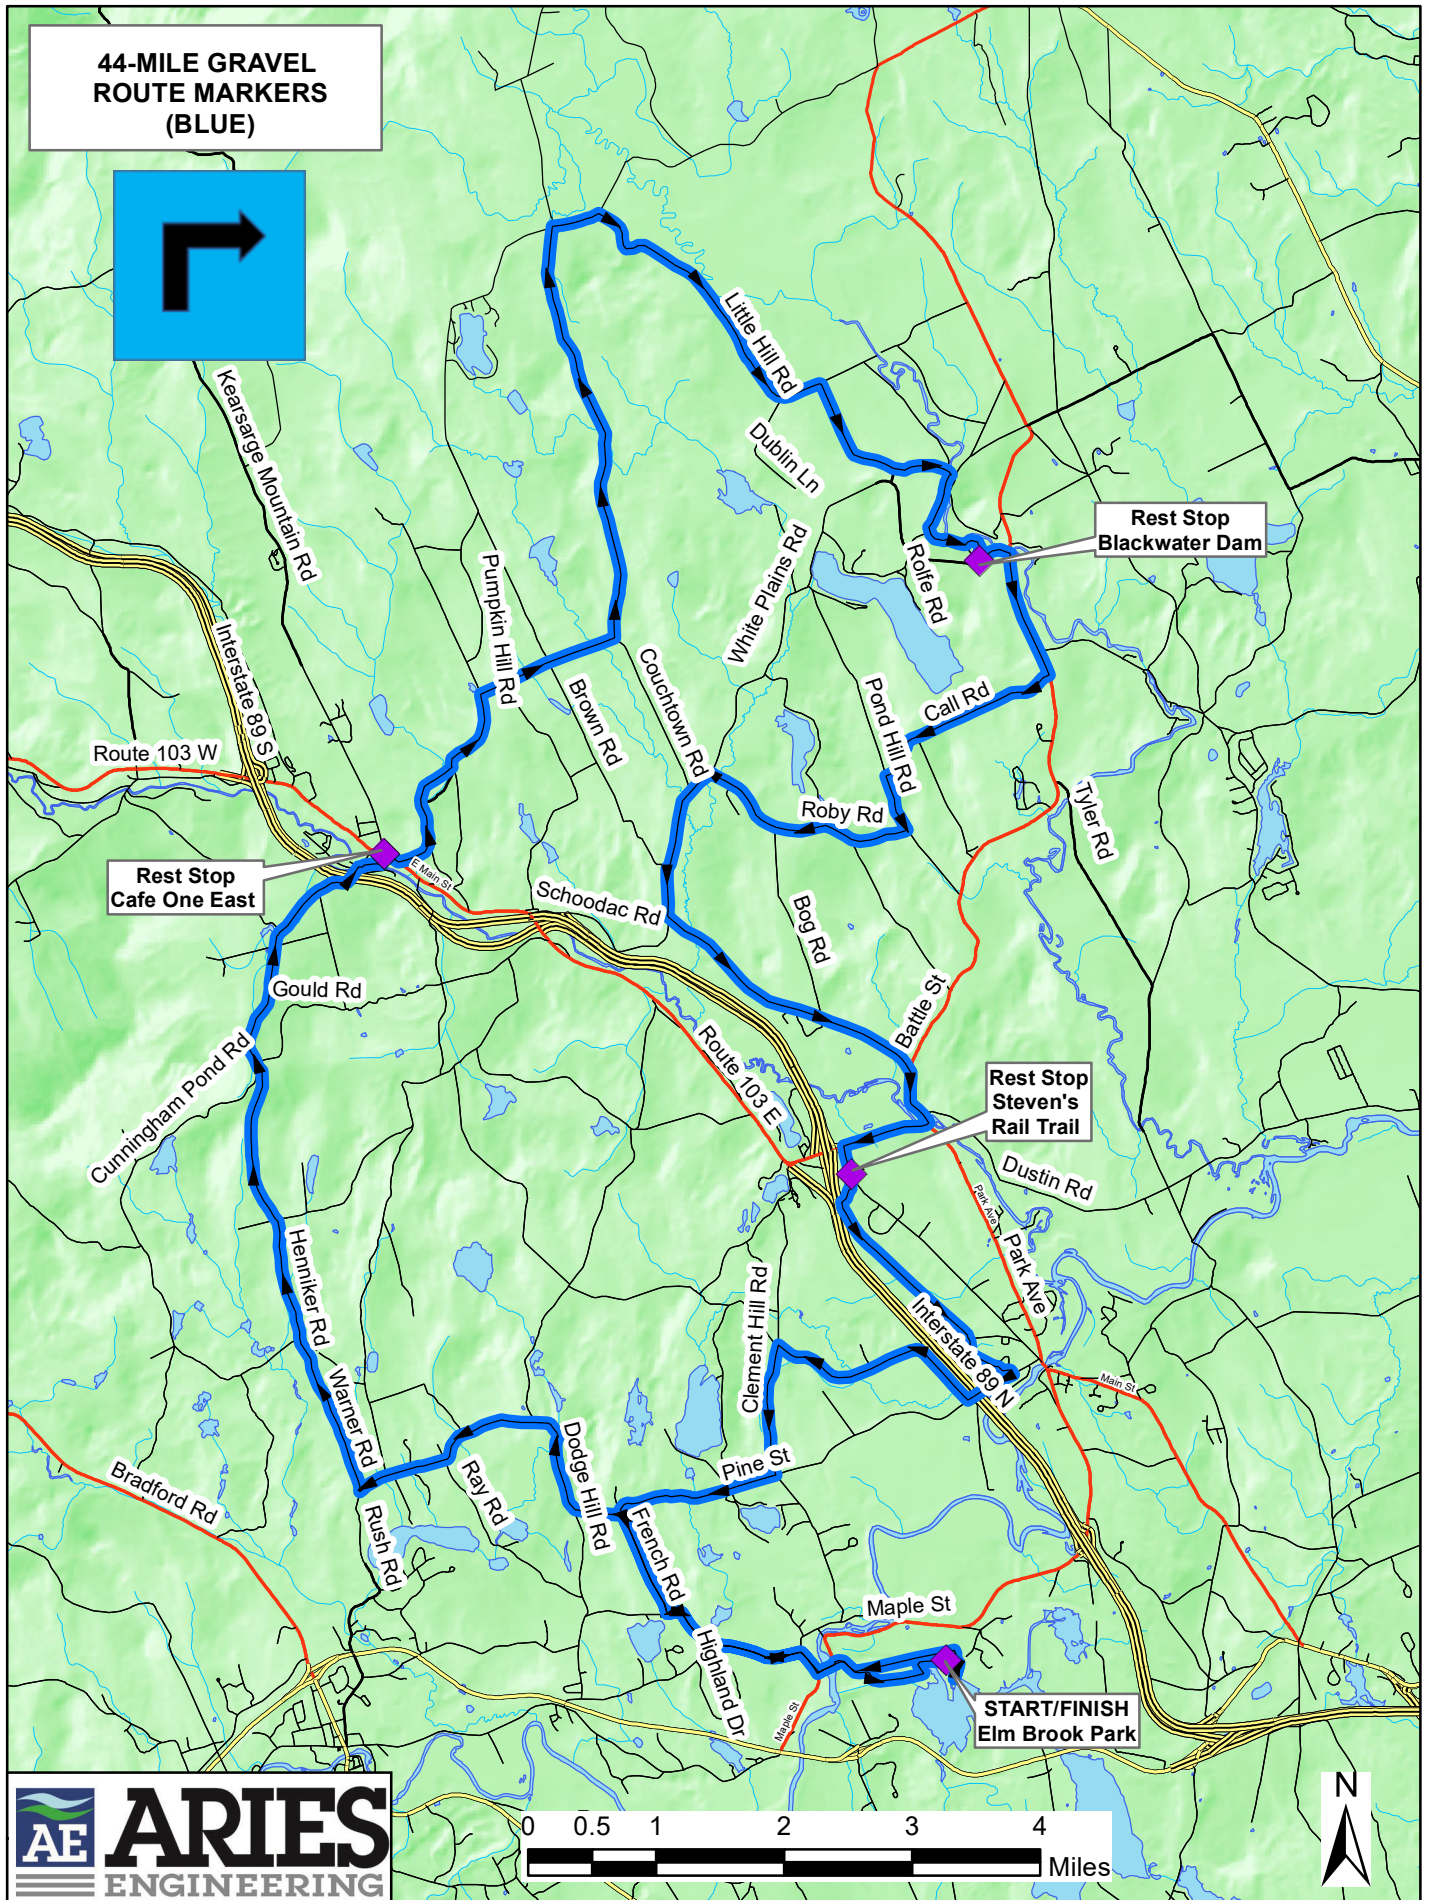 44-MILE GRAVEL
ROUTE MARKERS
(BLUE)
Kearsarge Mountain Rd
Little Hill Rd
Dublin Ln
Rest Stop
Blackwater Dam
White Plains Rd
Rolfe Rd
Pumpkin Hill Rd
Interstate 89 S
Brown Rd
Couchtown Rd
Pond Hill Rd
Call Rd
Route 103 W
Roby Rd
Tyler Rd
Rest Stop
Cafe One East
E Main St
Schoodac Rd
Bog Rd
Gould Rd
Battle St
Cunningham Pond Rd
Route 103 E
Rest Stop
Steven's
Rail Trail
Dustin Rd
Park Ave
Park Ave
Henniker Rd
Clement Hill Rd
Interstate 89 N
Main St
Warner Rd
Bradford Rd
Ray Rd
Dodge Hill Rd
Pine St
Rush Rd
French Rd
Maple St
Highland Dr
Maple St
START/FINISH
Elm Brook Park
AE ARIES
ENGINEERING
0 0.5 1 2 3 4
Miles
N